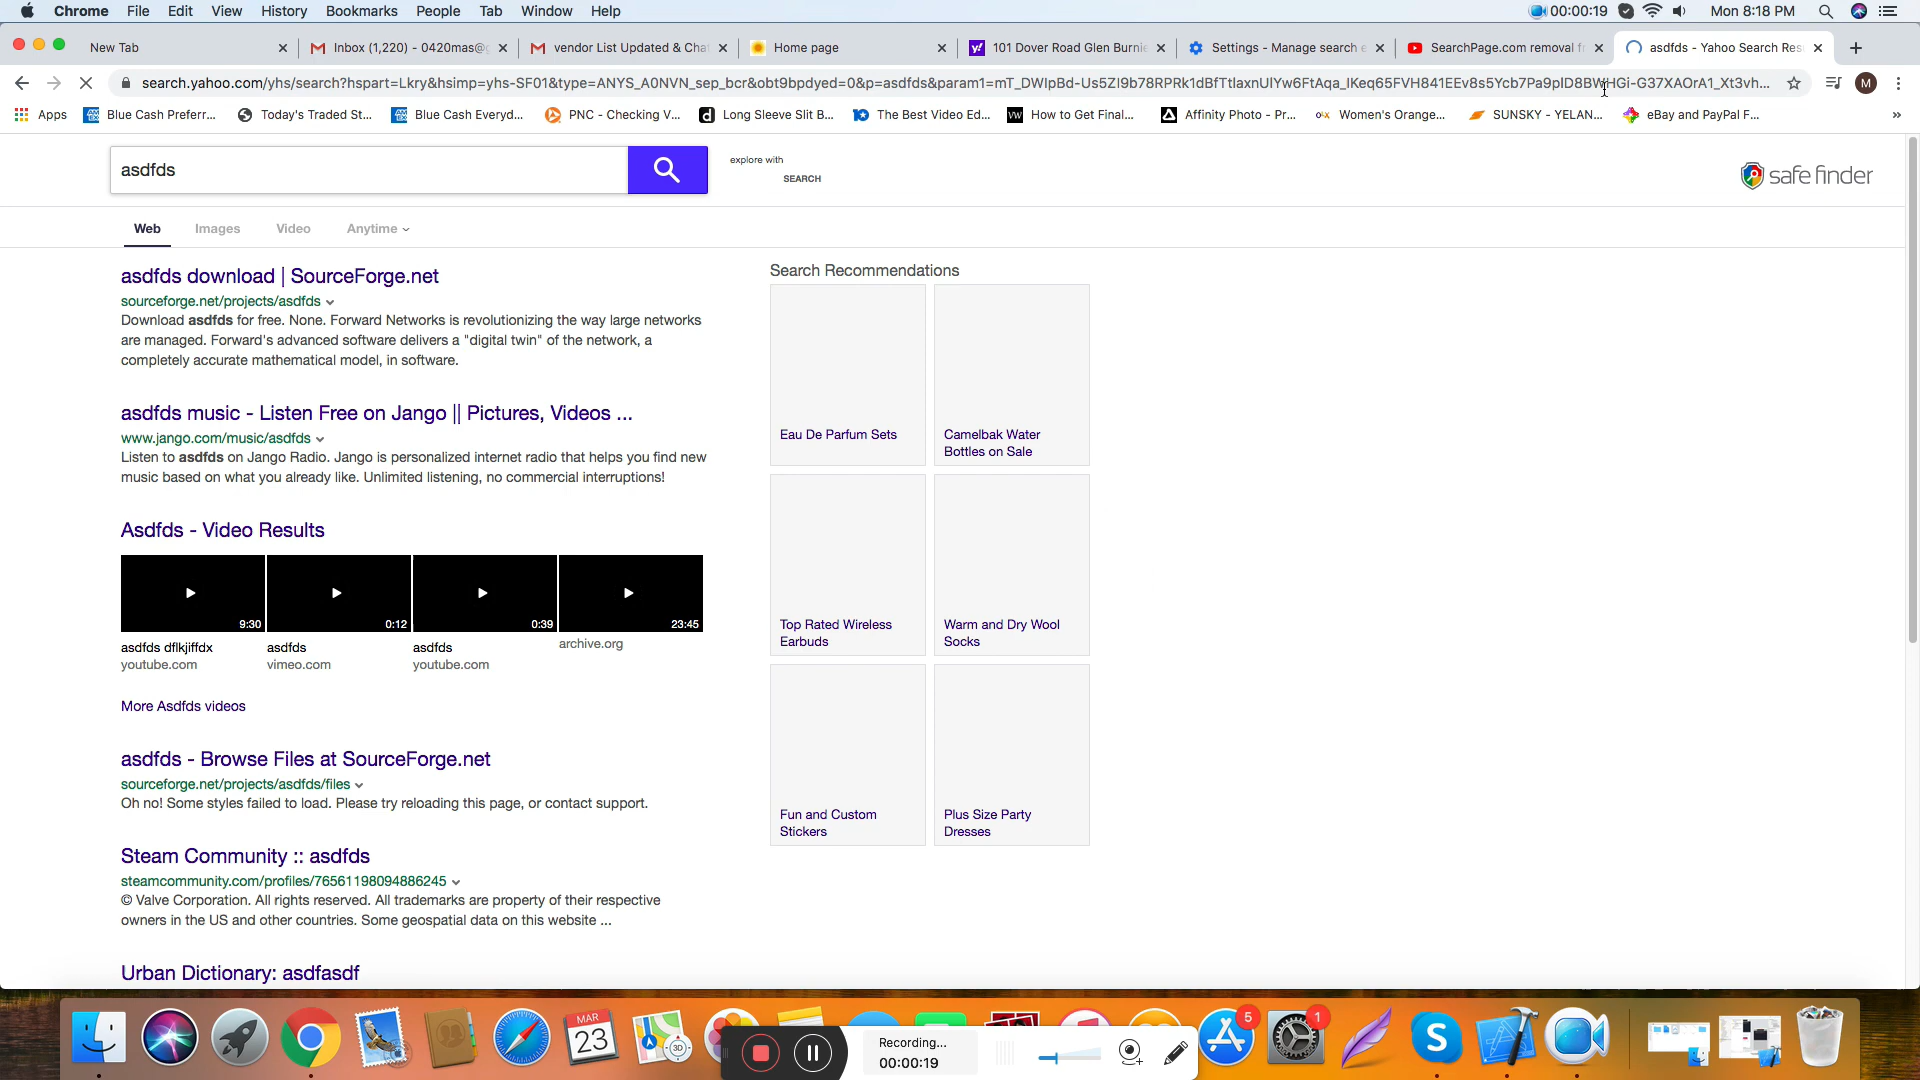 Chrome File Edit View History Bookmarks People Tab Window Help 00:00:19 Mon 8:18 PM
New Tab Inbox (1,220) - 0420mas@ vendor List Updated & Cha Home page 101 Dover Road Glen Burnie Settings - Manage search e SearchPage.com removal fr asdfds - Yahoo Search Res
search.yahoo.com/yhs/search?hspart=Lkry&hsimp=yhs-SF01&type=ANYS_A0NVN_sep_bcr&obt9bpdyed=0&p=asdfds&param1=mT_DWIpBd-Us5ZI9b78RPRk1dBfTtIaxnUIYw6FtAqa_IKeq65FVH841EEv8s5Ycb7Pa9pID8BWHGi-G37XAOrA1_Xt3vh... M
Apps Blue Cash Preferr... Today's Traded St... Blue Cash Everyd... PNC - Checking V... Long Sleeve Slit B... The Best Video Ed... How to Get Final... Affinity Photo - Pr... Women's Orange... SUNSKY - YELAN... eBay and PayPal F... »
asdfds
explore with
SEARCH
safe finder
Web Images Video Anytime
asdfds download | SourceForge.net
sourceforge.net/projects/asdfds
Download asdfds for free. None. Forward Networks is revolutionizing the way large networks
are managed. Forward's advanced software delivers a "digital twin" of the network, a
completely accurate mathematical model, in software.
asdfds music - Listen Free on Jango || Pictures, Videos ...
www.jango.com/music/asdfds
Listen to asdfds on Jango Radio. Jango is personalized internet radio that helps you find new
music based on what you already like. Unlimited listening, no commercial interruptions!
Asdfds - Video Results
9:30 0:12 0:39 23:45
asdfds dflkjiffdx asdfds asdfds archive.org
youtube.com vimeo.com youtube.com
More Asdfds videos
asdfds - Browse Files at SourceForge.net
sourceforge.net/projects/asdfds/files
Oh no! Some styles failed to load. Please try reloading this page, or contact support.
Steam Community :: asdfds
steamcommunity.com/profiles/76561198094886245
© Valve Corporation. All rights reserved. All trademarks are property of their respective
owners in the US and other countries. Some geospatial data on this website ...
Urban Dictionary: asdfasdf
Search Recommendations
Eau De Parfum Sets
Camelbak Water
Bottles on Sale
Top Rated Wireless
Earbuds
Warm and Dry Wool
Socks
Fun and Custom
Stickers
Plus Size Party
Dresses
MAR
23
3D
Recording...
00:00:19
5
1
S